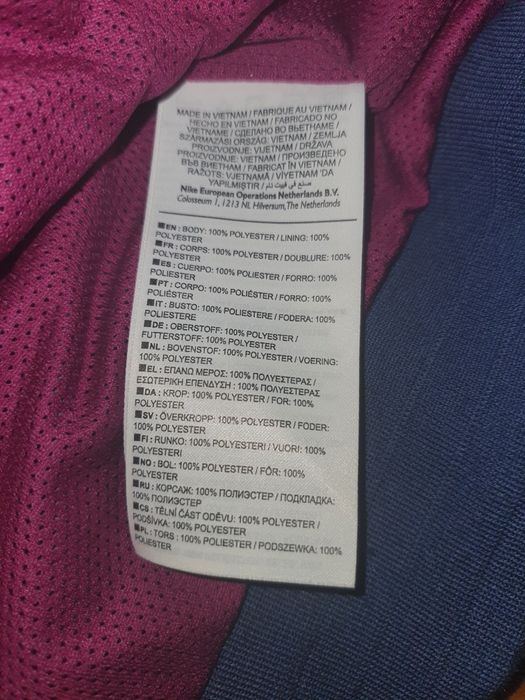 MADE IN VIETNAM / FABRIQUE AU VIETNAM /
HECHO EN VIETNAM / FABRICADO NO
VIETNAME / СДЕЛАНО ВО ВЬЕТНАМЕ /
SZÁRMAZÁSI ORSZÁG: VIETNAM / ZEMLJA
PROIZVODNJE: VIJETNAM / DRŽAVA
PROIZVODNJE: VIETNAM / ПРОИЗВЕДЕНО
ВЪВ ВИЕТНАМ / FABRICAT ÎN VIETNAM /
RAŽOTS: VJETNAMĀ / VİYETNAM 'DA
YAPILMIŞTIR / صنع في فييت نام
Nike European Operations Netherlands B.V.
Colosseum 1, 1213 NL Hilversum, The Netherlands
■EN : BODY: 100% POLYESTER / LINING: 100%
POLYESTER
■FR : CORPS: 100% POLYESTER / DOUBLURE: 100%
POLYESTER
■ES : CUERPO: 100% POLIÉSTER / FORRO: 100%
POLIESTER
■PT : CORPO: 100% POLIÉSTER / FORRO: 100%
POLIÉSTER
■IT : BUSTO: 100% POLIESTERE / FODERA: 100%
POLIESTERE
■DE : OBERSTOFF: 100% POLYESTER /
FUTTERSTOFF: 100% POLYESTER
■NL : BOVENSTOF: 100% POLYESTER / VOERING:
100% POLYESTER
■EL : ΕΠΑΝΩ ΜΕΡΟΣ: 100% ΠΟΛΥΕΣΤΕΡΑΣ /
ΕΣΩΤΕΡΙΚΗ ΕΠΕΝΔΥΣΗ : 100% ΠΟΛΥΕΣΤΕΡΑΣ
■DA : KROP: 100% POLYESTER / FOR: 100%
POLYESTER
■SV : ÖVERKROPP: 100% POLYESTER / FODER:
100% POLYESTER
■FI : RUNKO: 100% POLYESTERI / VUORI: 100%
POLYESTERI
■NO : BOL: 100% POLYESTER / FÔR: 100%
POLYESTER
■RU : КОРСАЖ: 100% ПОЛИЭСТЕР / ПОДКЛАДКА:
100% ПОЛИЭСТЕР
■CS : TĚLNÍ ČÁST ODĚVU: 100% POLYESTER /
PODŠÍVKA: 100% POLYESTER
■PL : TORS : 100% POLIESTER / PODSZEWKA: 100%
POLIESTER